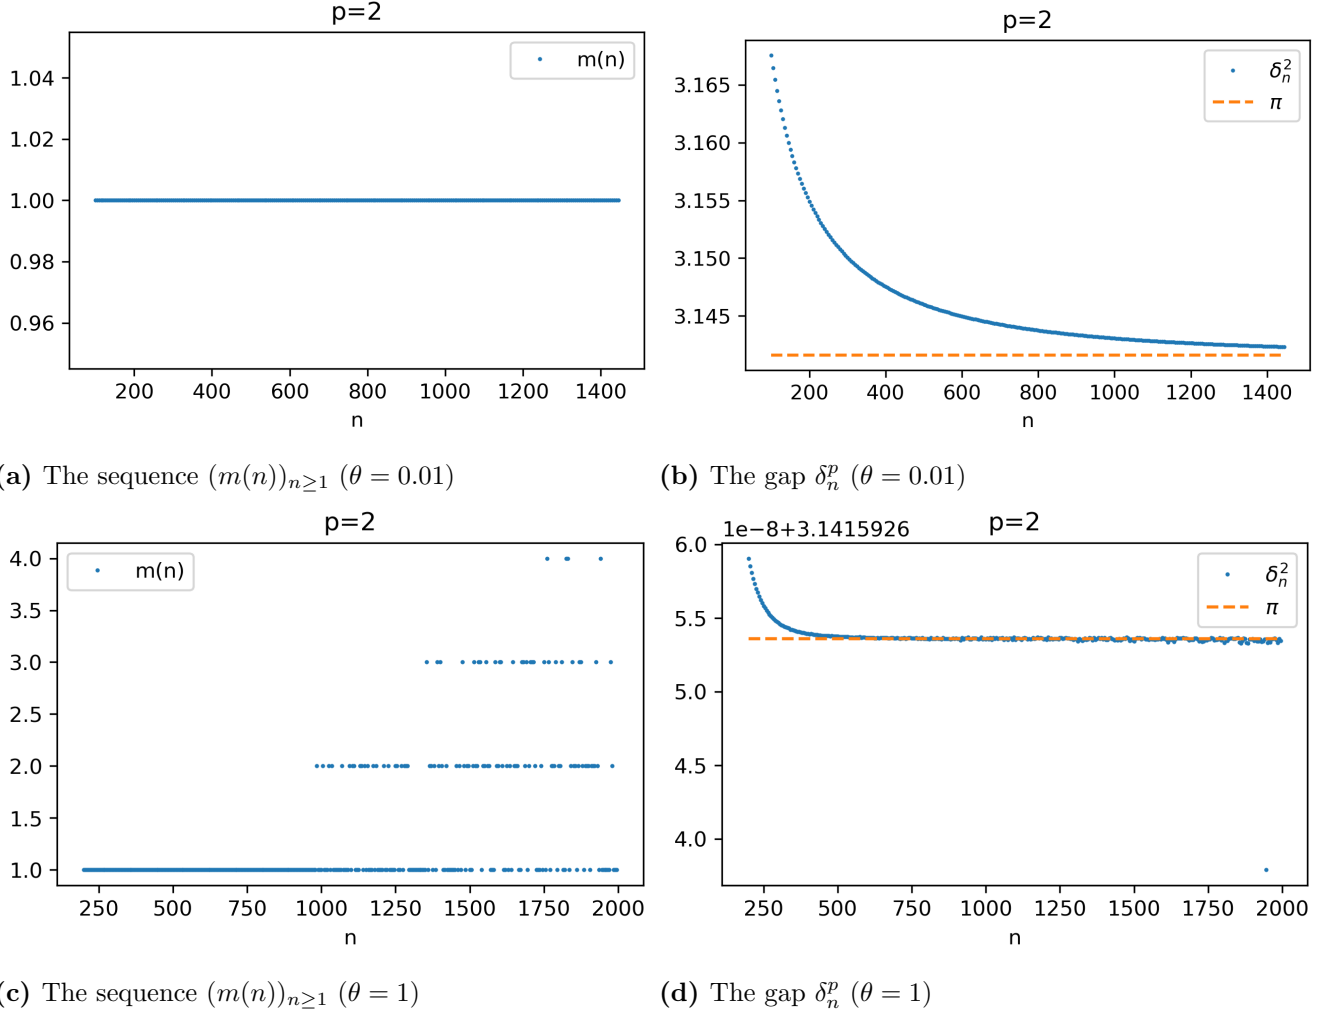 p=2
m(n)
1.04
1.02
1.00
0.98
0.96
200 400 600 800 1000 1200 1400
n
p=2
δ_n^2
π
3.165
3.160
3.155
3.150
3.145
200 400 600 800 1000 1200 1400
n
(a) The sequence (m(n))_{n≥1} (θ = 0.01)
(b) The gap δ_n^p (θ = 0.01)
p=2
m(n)
4.0
3.5
3.0
2.5
2.0
1.5
1.0
250 500 750 1000 1250 1500 1750 2000
n
1e−8+3.1415926
p=2
δ_n^2
π
6.0
5.5
5.0
4.5
4.0
250 500 750 1000 1250 1500 1750 2000
n
(c) The sequence (m(n))_{n≥1} (θ = 1)
(d) The gap δ_n^p (θ = 1)